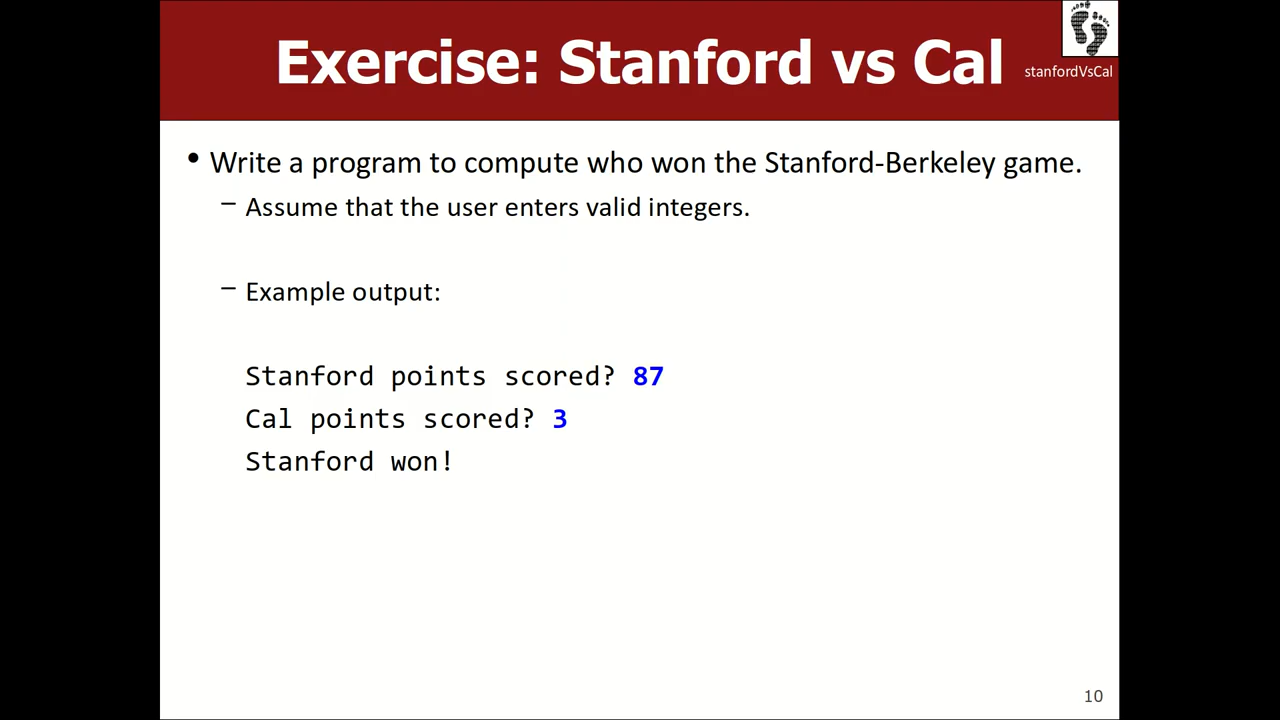 Exercise: Stanford vs Cal
stanfordVsCal
• Write a program to compute who won the Stanford-Berkeley game.
– Assume that the user enters valid integers.
– Example output:
Stanford points scored? 87
Cal points scored? 3
Stanford won!
10